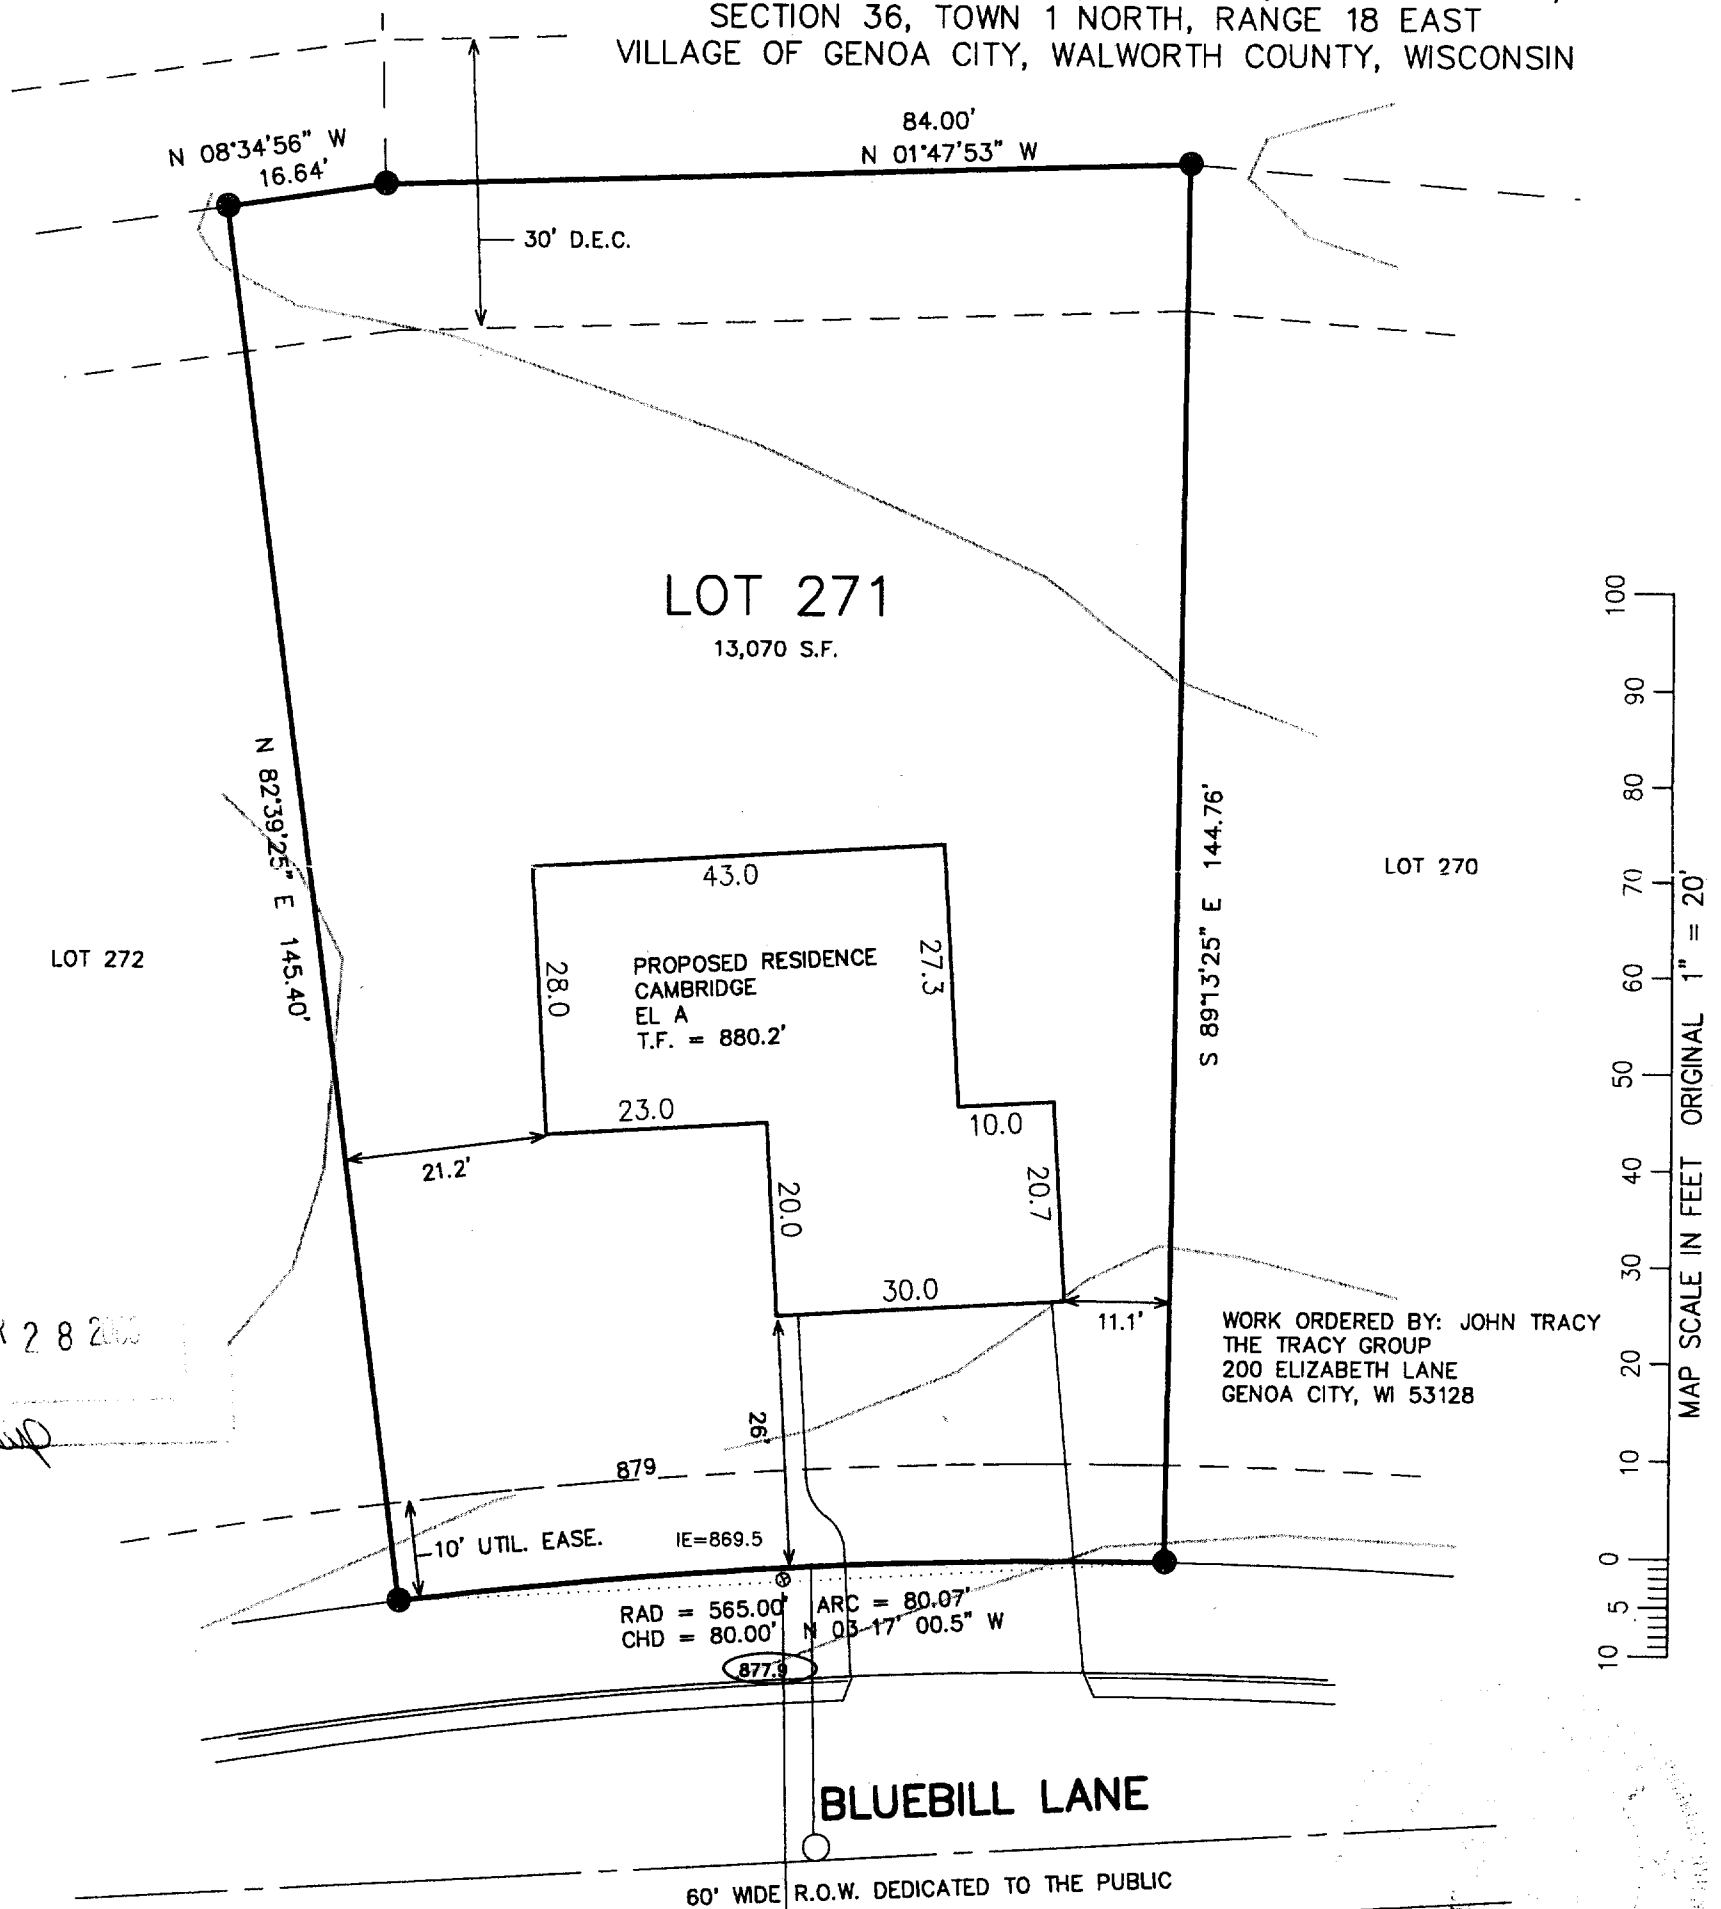 SECTION 36, TOWN 1 NORTH, RANGE 18 EAST
VILLAGE OF GENOA CITY, WALWORTH COUNTY, WISCONSIN
N 08°34'56" W
16.64'
84.00'
N 01°47'53" W
30' D.E.C.
LOT 271
13,070 S.F.
N 82°39'25" E 145.40'
S 89°13'25" E 144.76'
LOT 270
LOT 272
43.0
28.0
27.3
PROPOSED RESIDENCE
CAMBRIDGE
EL A
T.F. = 880.2'
23.0
10.0
21.2'
20.0
20.7
30.0
11.1'
WORK ORDERED BY: JOHN TRACY
THE TRACY GROUP
200 ELIZABETH LANE
GENOA CITY, WI 53128
28
26'
879
10' UTIL. EASE.
IE=869.5
RAD = 565.00' ARC = 80.07'
CHD = 80.00' N 03°17' 00.5" W
877.9
BLUEBILL LANE
60' WIDE R.O.W. DEDICATED TO THE PUBLIC
100
90
80
70
60
50
40
30
20
10
0
5
10
MAP SCALE IN FEET ORIGINAL 1" = 20'